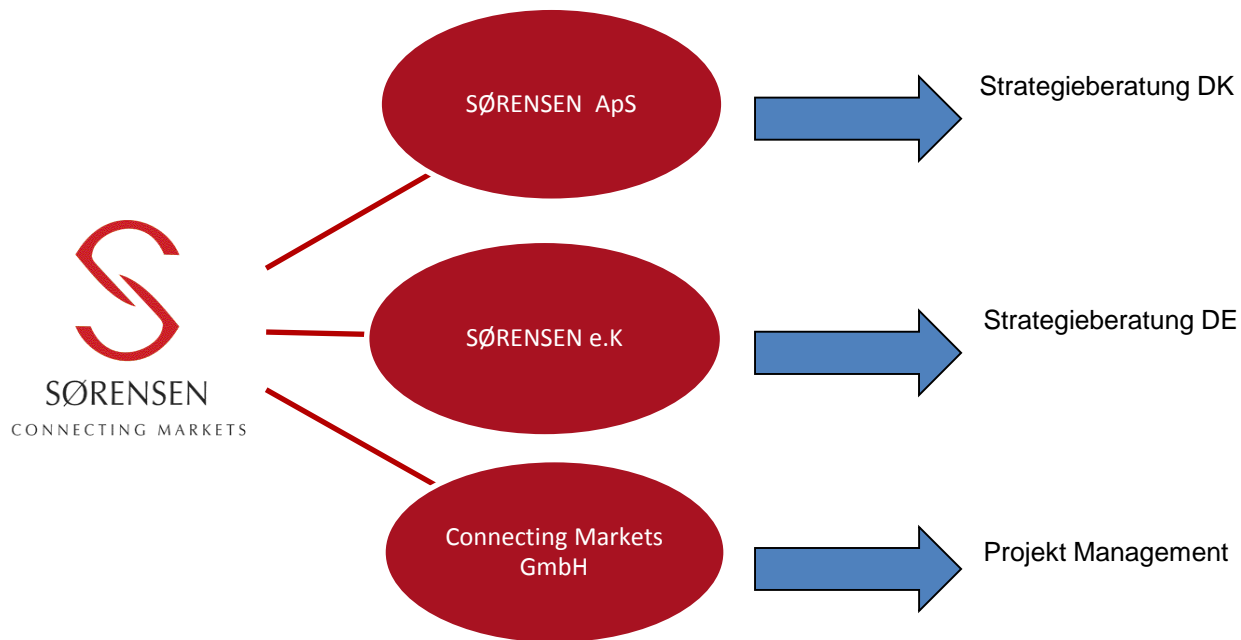 SØRENSEN ApS
Strategieberatung DK
SØRENSEN
CONNECTING MARKETS
SØRENSEN e.K
Strategieberatung DE
Connecting Markets
GmbH
Projekt Management